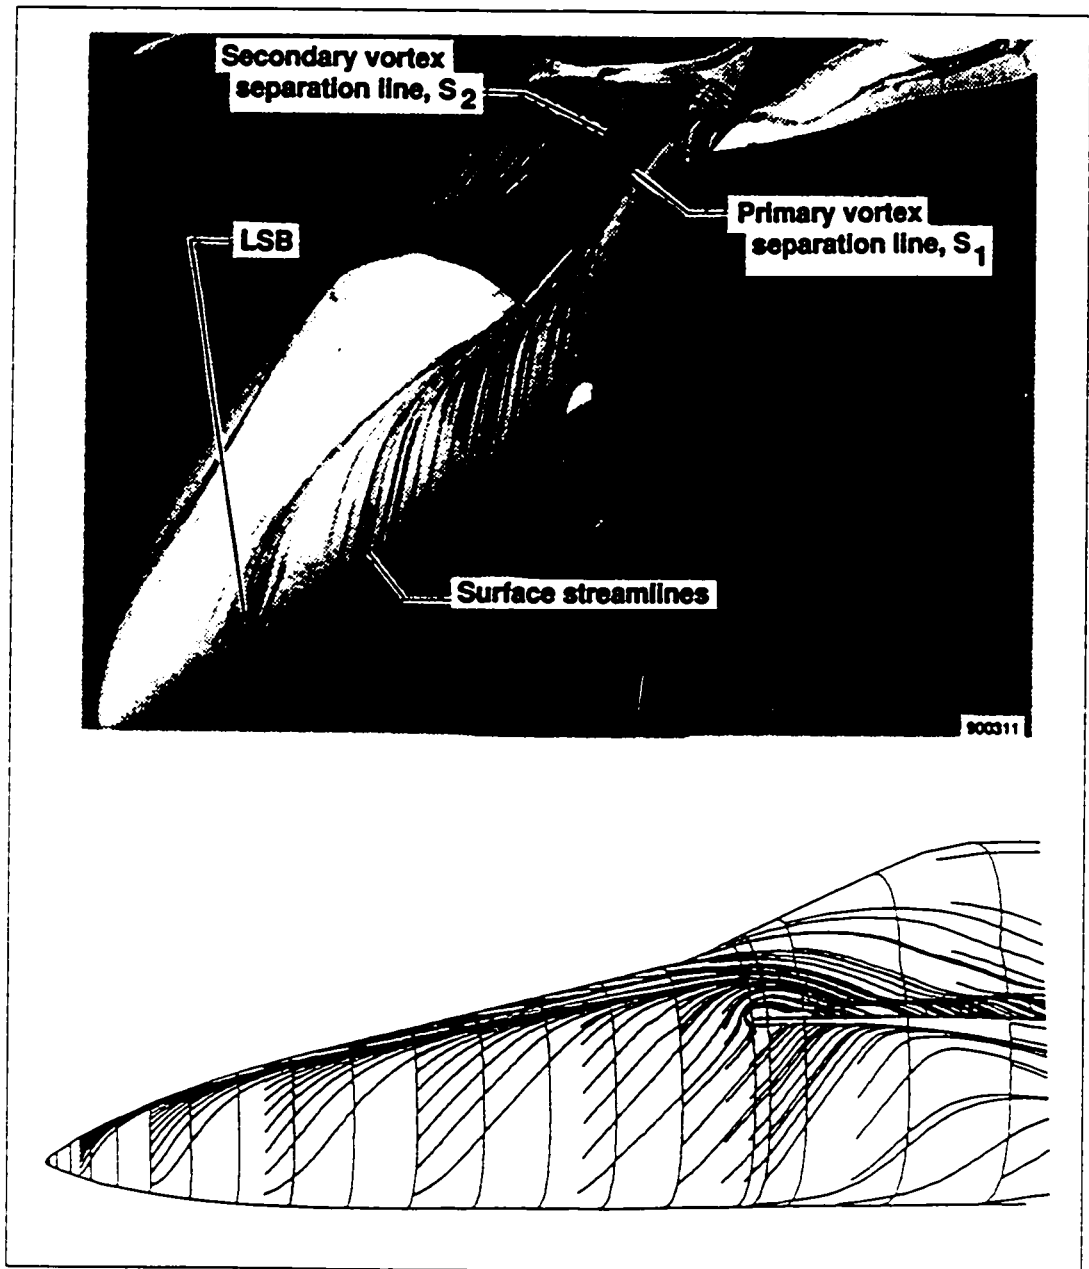 Secondary vortex
separation line, S2
LSB
Primary vortex
separation line, S1
Surface streamlines
900311